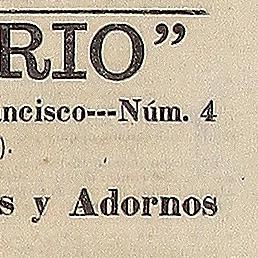 RIO”
ancisco---Núm. 4
).
s y Adornos